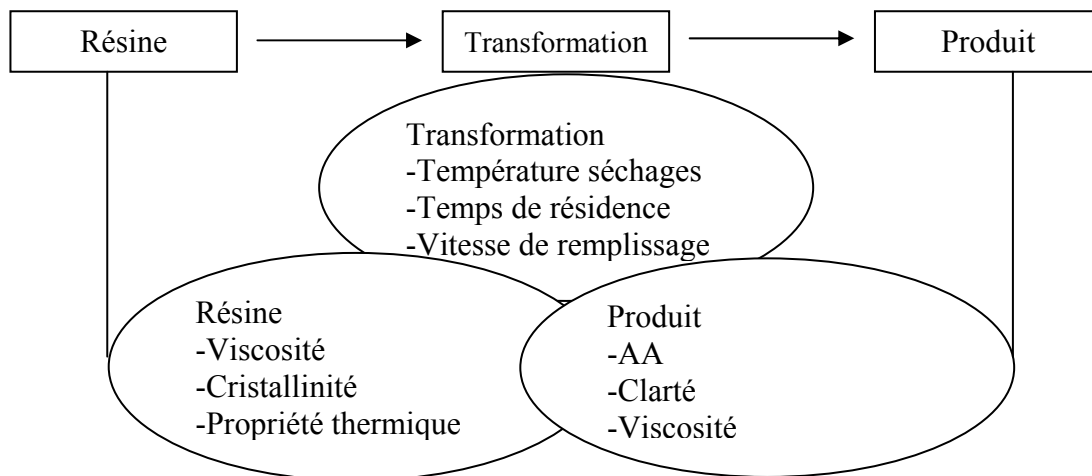 Résine
Transformation
Produit
Transformation
-Température séchages
-Temps de résidence
-Vitesse de remplissage
Résine
-Viscosité
-Cristallinité
-Propriété thermique
Produit
-AA
-Clarté
-Viscosité